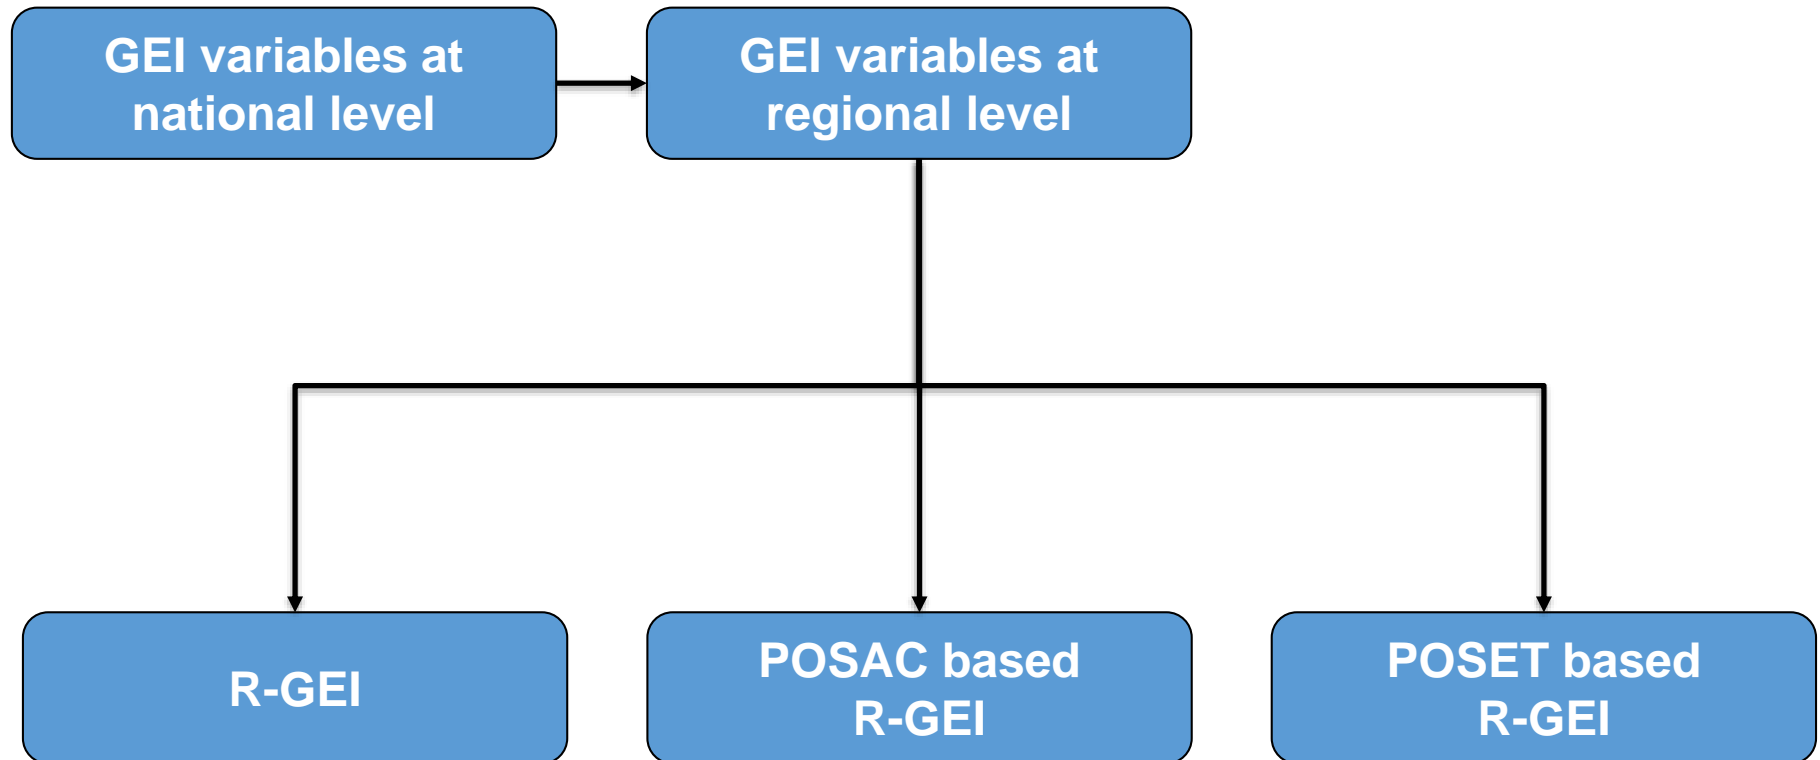 GEI variables at
national level
GEI variables at
regional level
R-GEI
POSAC based
R-GEI
POSET based
R-GEI